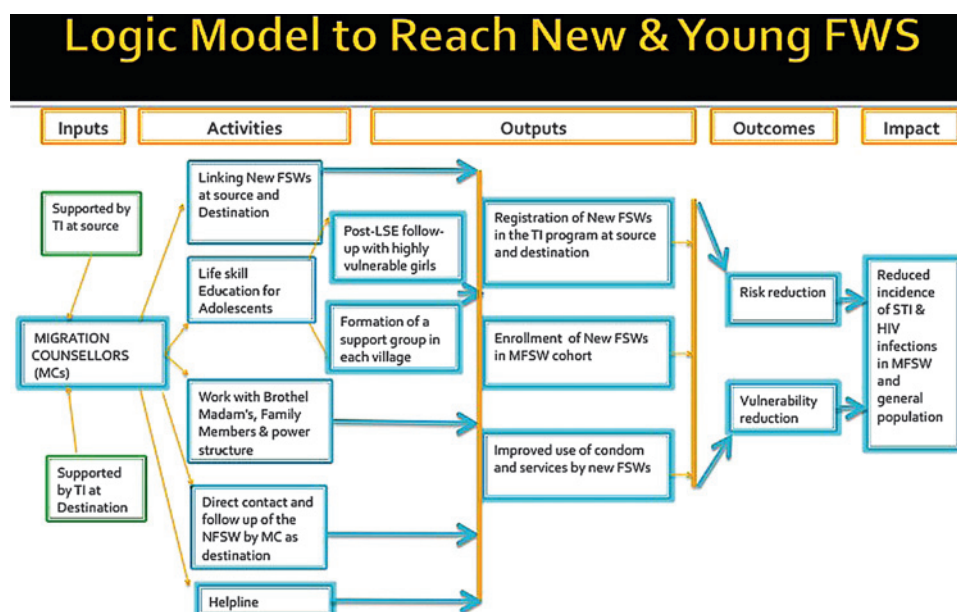 Logic Model to Reach New & Young FWS
Inputs
Activities
Outputs
Outcomes
Impact
Supported by
TI at source
MIGRATION
COUNSELLORS
(MCs)
Supported
by TI at
Destination
Linking New FSWs
at source and
Destination
Life skill
Education for
Adolescents
Work with Brothel
Madam's, Family
Members & power
structure
Direct contact and
follow up of the
NFSW by MC as
destination
Helpline
Post-LSE follow-
up with highly
vulnerable girls
Formation of a
support group in
each village
Registration of New FSWs
in the TI program at source
and destination
Enrollment of New FSWs
in MFSW cohort
Improved use of condom
and services by new FSWs
Risk reduction
Vulnerability
reduction
Reduced
incidence
of STI &
HIV
infections
in MFSW
and
general
population